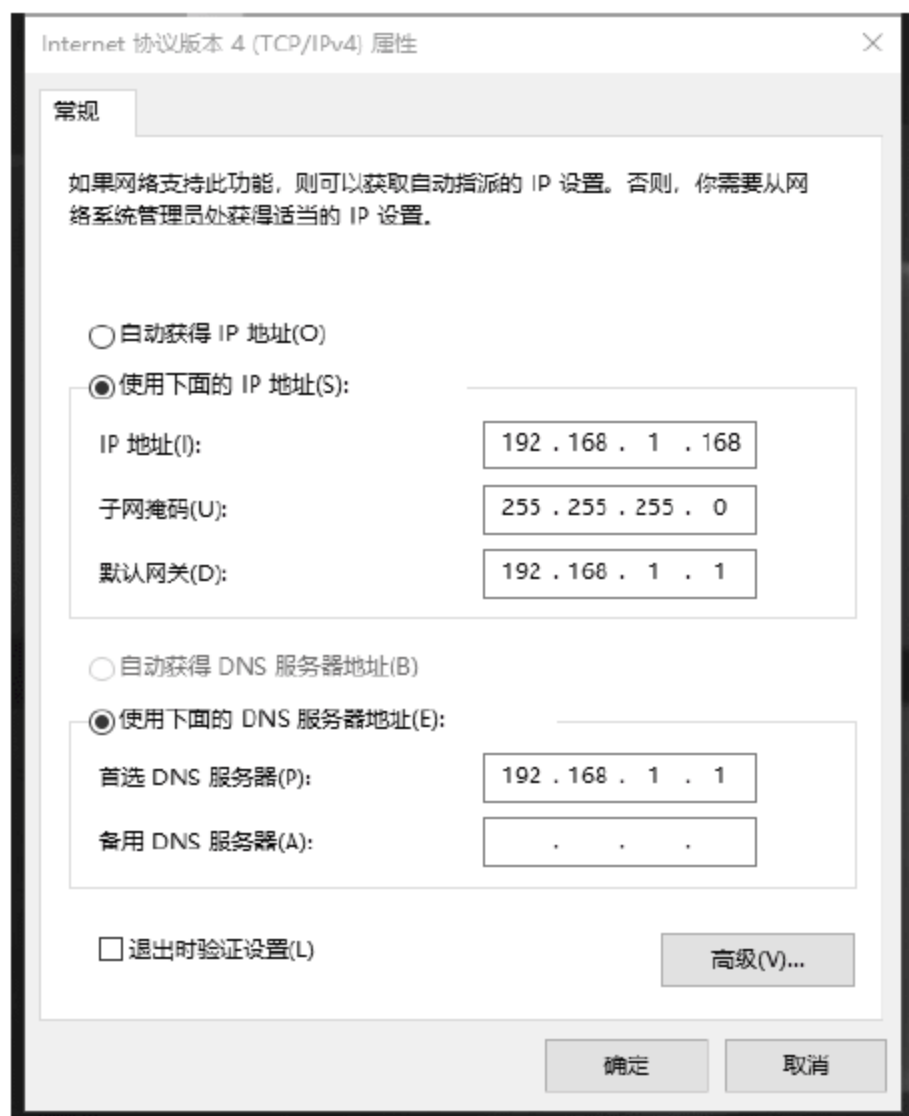 Internet 协议版本 4 (TCP/IPv4) 属性
常规
如果网络支持此功能，则可以获取自动指派的 IP 设置。否则，你需要从网
络系统管理员处获得适当的 IP 设置。
自动获得 IP 地址(O)
使用下面的 IP 地址(S):
IP 地址(I): 192 . 168 . 1 . 168
子网掩码(U): 255 . 255 . 255 . 0
默认网关(D): 192 . 168 . 1 . 1
自动获得 DNS 服务器地址(B)
使用下面的 DNS 服务器地址(E):
首选 DNS 服务器(P): 192 . 168 . 1 . 1
备用 DNS 服务器(A): . . .
退出时验证设置(L)
高级(V)...
确定 取消